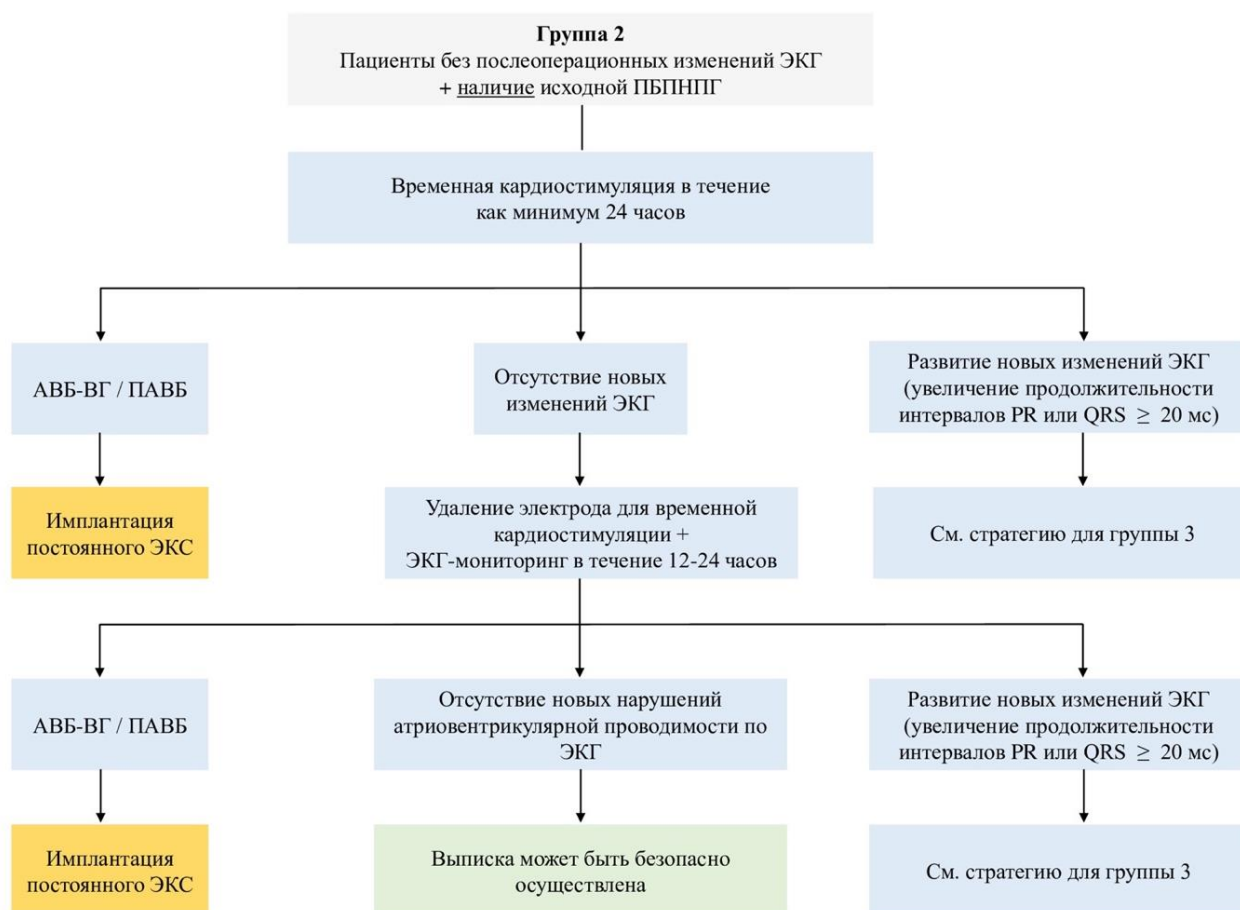 Группа 2
Пациенты без послеоперационных изменений ЭКГ
+ наличие исходной ПБПНПГ
Временная кардиостимуляция в течение
как минимум 24 часов
АВБ-ВГ / ПАВБ
Отсутствие новых
изменений ЭКГ
Развитие новых изменений ЭКГ
(увеличение продолжительности
интервалов PR или QRS ≥ 20 мс)
Имплантация
постоянного ЭКС
Удаление электрода для временной
кардиостимуляции +
ЭКГ-мониторинг в течение 12-24 часов
См. стратегию для группы 3
АВБ-ВГ / ПАВБ
Отсутствие новых нарушений
атриовентрикулярной проводимости по
ЭКГ
Развитие новых изменений ЭКГ
(увеличение продолжительности
интервалов PR или QRS ≥ 20 мс)
Имплантация
постоянного ЭКС
Выписка может быть безопасно
осуществлена
См. стратегию для группы 3